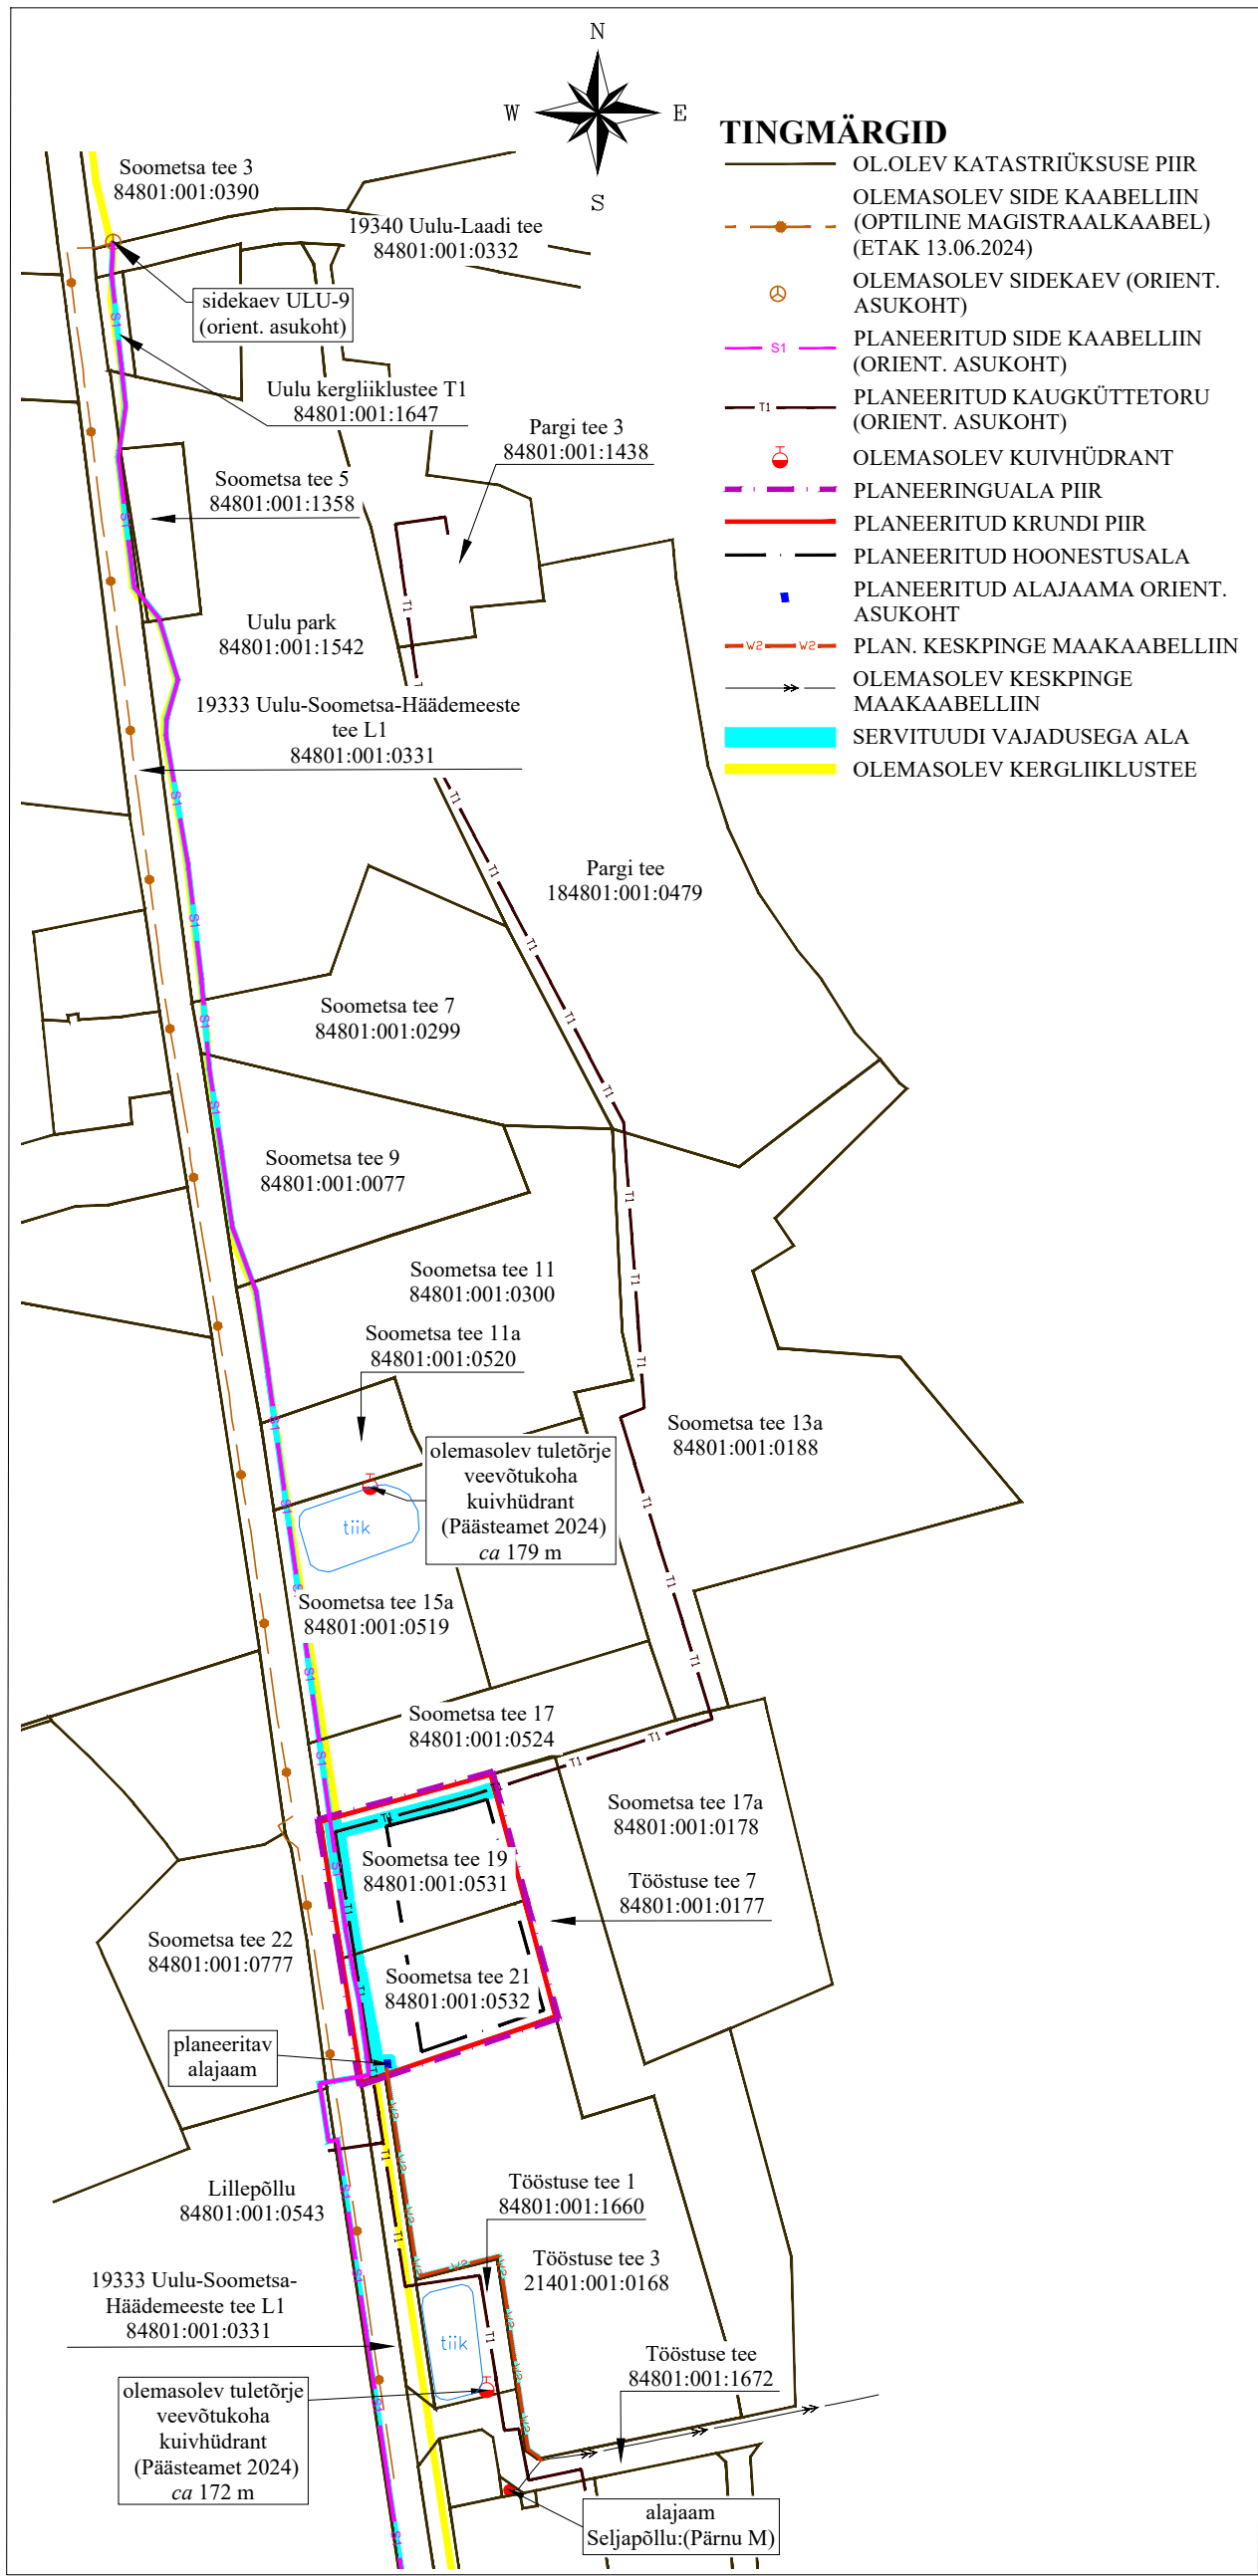 N
W
E
S
TINGMÄRGID
OL.OLEV KATASTRIÜKSUSE PIIR
OLEMASOLEV SIDE KAABELLIIN
(OPTILINE MAGISTRAALKAABEL)
(ETAK 13.06.2024)
OLEMASOLEV SIDEKAEV (ORIENT.
ASUKOHT)
S1
PLANEERITUD SIDE KAABELLIIN
(ORIENT. ASUKOHT)
T1
PLANEERITUD KAUGKÜTTETORU
(ORIENT. ASUKOHT)
OLEMASOLEV KUIVHÜDRANT
PLANEERINGUALA PIIR
PLANEERITUD KRUNDI PIIR
PLANEERITUD HOONESTUSALA
PLANEERITUD ALAJAAMA ORIENT.
ASUKOHT
W2 W2
PLAN. KESKPINGE MAAKAABELLIIN
OLEMASOLEV KESKPINGE
MAAKAABELLIIN
SERVITUUDI VAJADUSEGA ALA
OLEMASOLEV KERGLIIKLUSTEE
Soometsa tee 3
84801:001:0390
19340 Uulu-Laadi tee
84801:001:0332
sidekaev ULU-9
(orient. asukoht)
Uulu kergliiklustee T1
84801:001:1647
Pargi tee 3
84801:001:1438
Soometsa tee 5
84801:001:1358
Uulu park
84801:001:1542
19333 Uulu-Soometsa-Häädemeeste
tee L1
84801:001:0331
Pargi tee
184801:001:0479
Soometsa tee 7
84801:001:0299
Soometsa tee 9
84801:001:0077
Soometsa tee 11
84801:001:0300
Soometsa tee 11a
84801:001:0520
Soometsa tee 13a
84801:001:0188
olemasolev tuletõrje
veevõtukoha
kuivhüdrant
(Päästeamet 2024)
ca 179 m
tiik
Soometsa tee 15a
84801:001:0519
Soometsa tee 17
84801:001:0524
Soometsa tee 17a
84801:001:0178
Soometsa tee 19
84801:001:0531
Tööstuse tee 7
84801:001:0177
Soometsa tee 22
84801:001:0777
Soometsa tee 21
84801:001:0532
planeeritav
alajaam
Lillepõllu
84801:001:0543
Tööstuse tee 1
84801:001:1660
Tööstuse tee 3
21401:001:0168
19333 Uulu-Soometsa-
Häädemeeste tee L1
84801:001:0331
tiik
Tööstuse tee
84801:001:1672
olemasolev tuletõrje
veevõtukoha
kuivhüdrant
(Päästeamet 2024)
ca 172 m
alajaam
Seljapõllu:(Pärnu M)